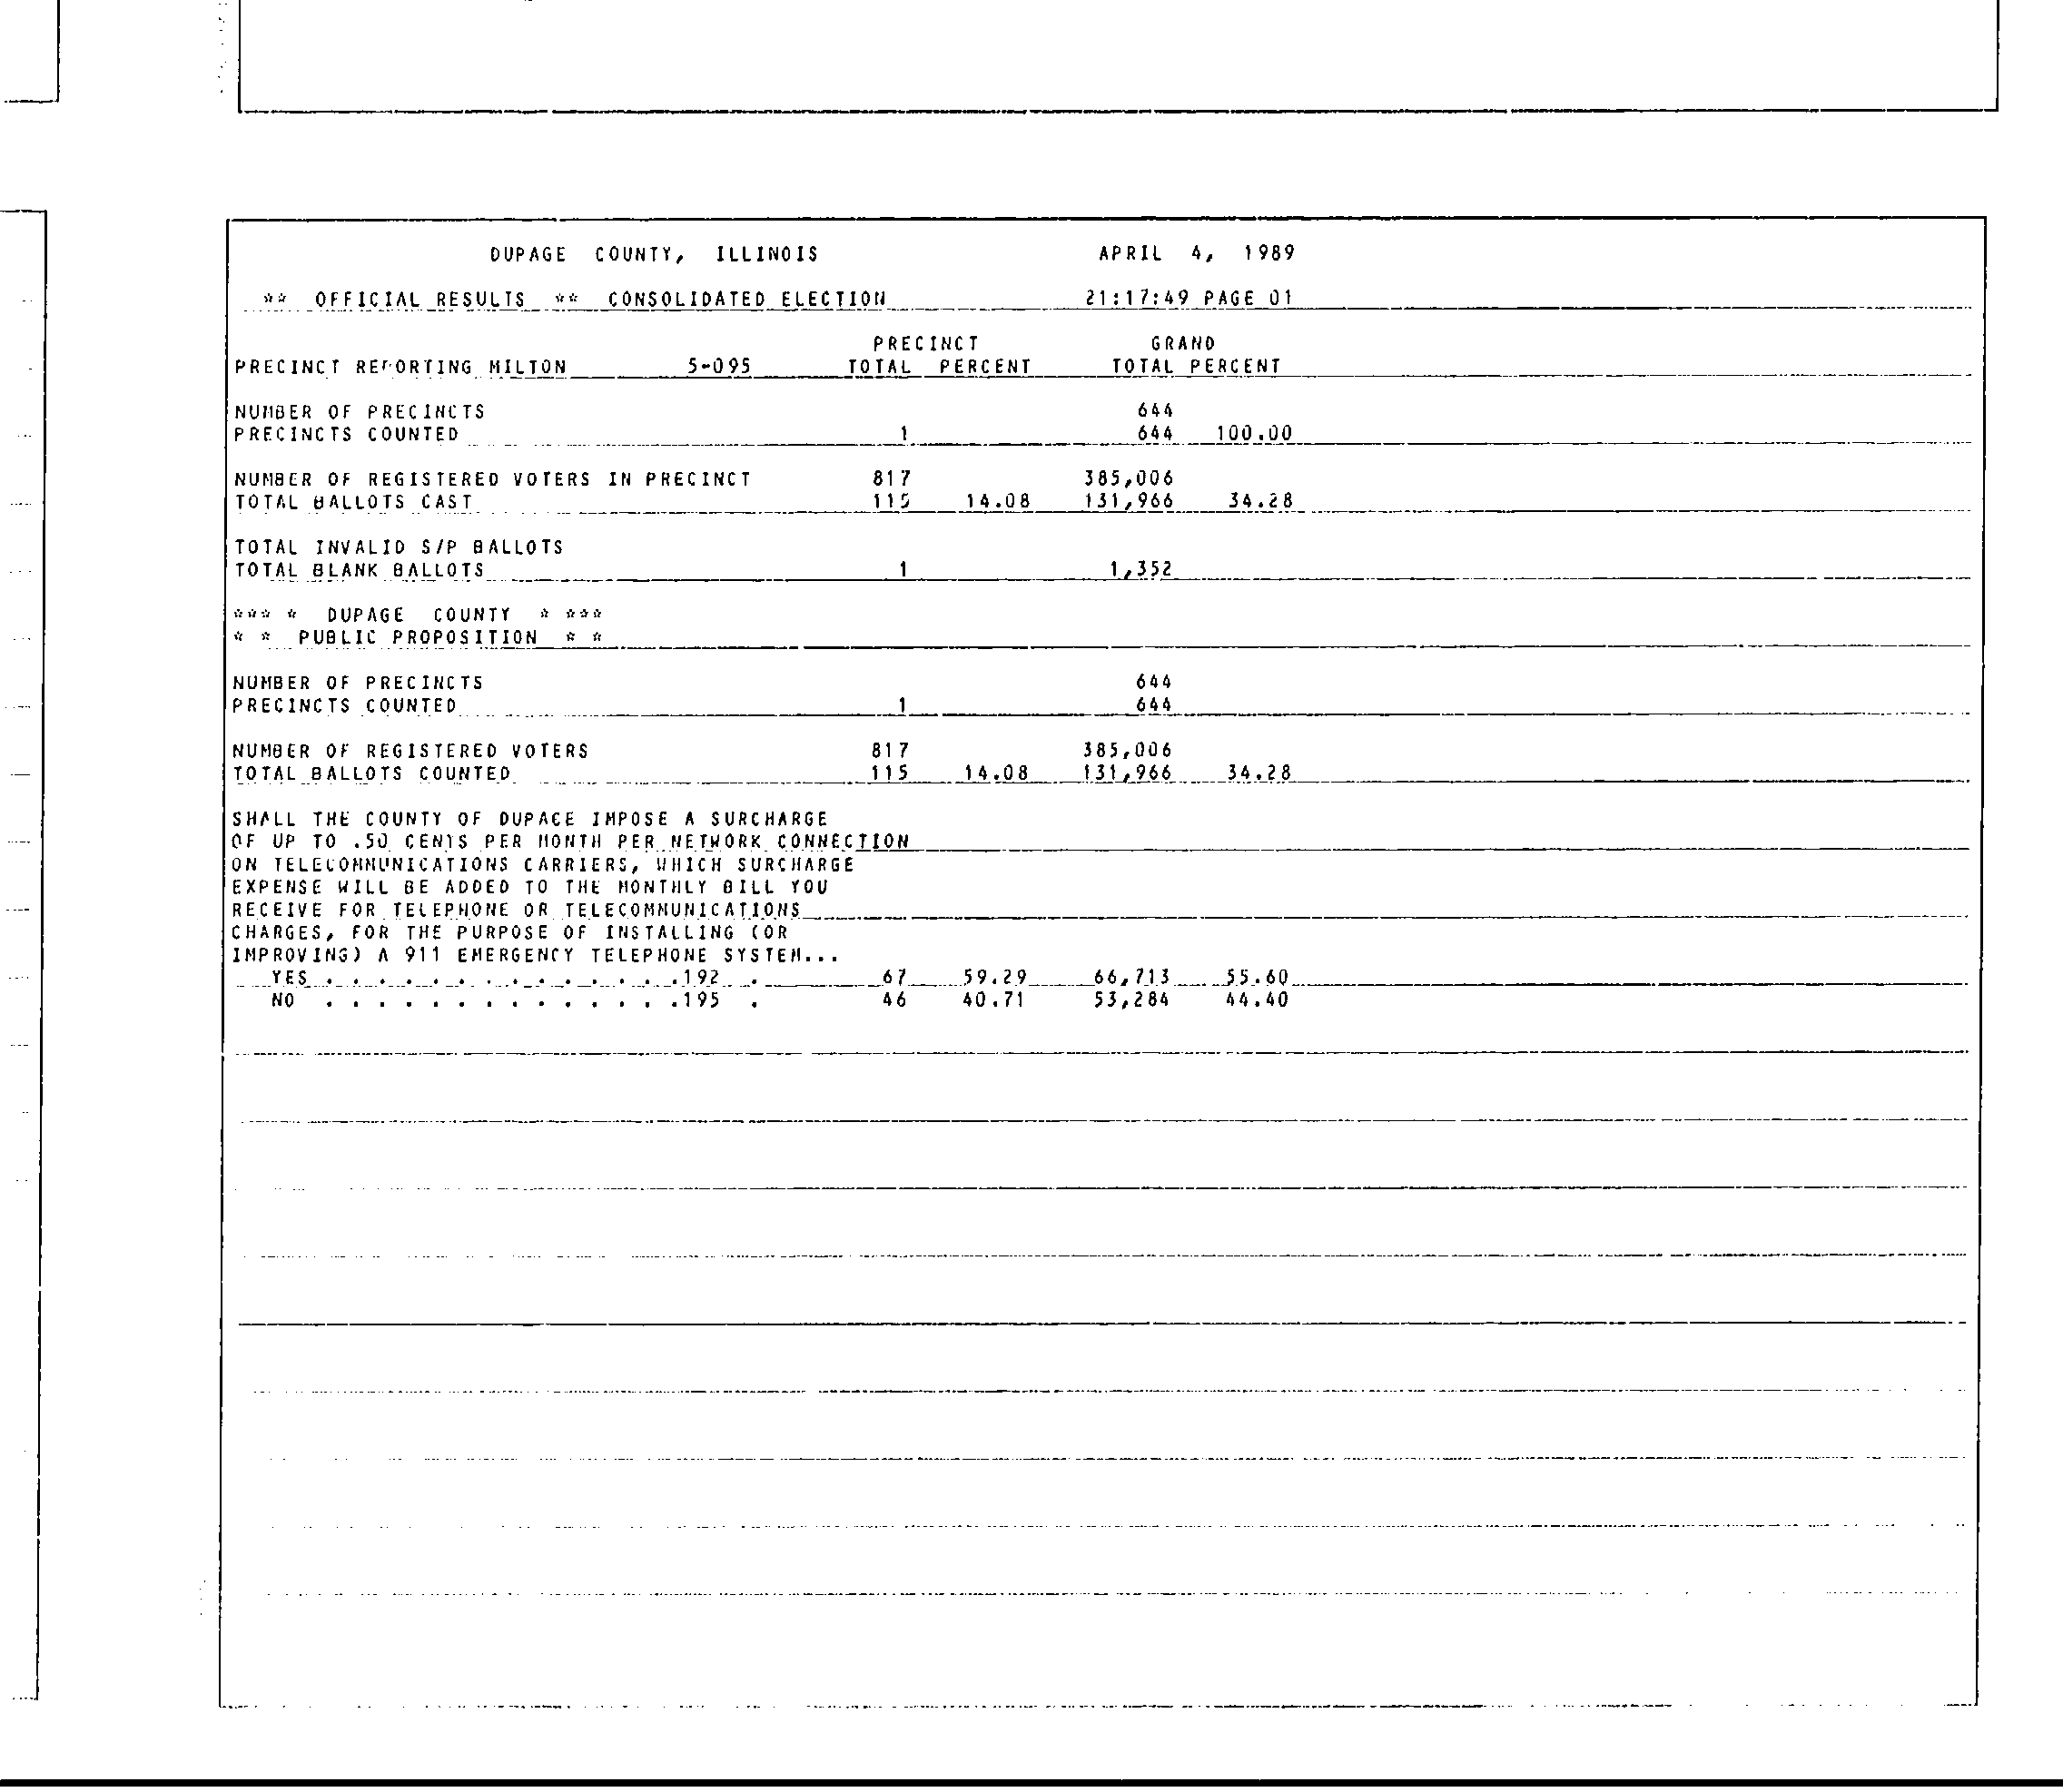 DUPAGE COUNTY, ILLINOIS APRIL 4, 1989
** OFFICIAL RESULTS ** CONSOLIDATED ELECTION 21:17:49 PAGE 01
PRECINCT GRAND
PRECINCT REPORTING MILTON 5-095 TOTAL PERCENT TOTAL PERCENT
NUMBER OF PRECINCTS 644
PRECINCTS COUNTED 1 644 100.00
NUMBER OF REGISTERED VOTERS IN PRECINCT 817 385,006
TOTAL BALLOTS CAST 115 14.08 131,966 34.28
TOTAL INVALID S/P BALLOTS
TOTAL BLANK BALLOTS 1 1,352
*** * DUPAGE COUNTY * ***
* * PUBLIC PROPOSITION * *
NUMBER OF PRECINCTS 644
PRECINCTS COUNTED 1 644
NUMBER OF REGISTERED VOTERS 817 385,006
TOTAL BALLOTS COUNTED 115 14.08 131,966 34.28
SHALL THE COUNTY OF DUPAGE IMPOSE A SURCHARGE
OF UP TO .50 CENTS PER MONTH PER NETWORK CONNECTION
ON TELECOMMUNICATIONS CARRIERS, WHICH SURCHARGE
EXPENSE WILL BE ADDED TO THE MONTHLY BILL YOU
RECEIVE FOR TELEPHONE OR TELECOMMUNICATIONS
CHARGES, FOR THE PURPOSE OF INSTALLING (OR
IMPROVING) A 911 EMERGENCY TELEPHONE SYSTEM...
YES . . . . . . . . . . . . . .192 . 67 59.29 66,713 55.60
NO . . . . . . . . . . . . . .195 . 46 40.71 53,284 44.40